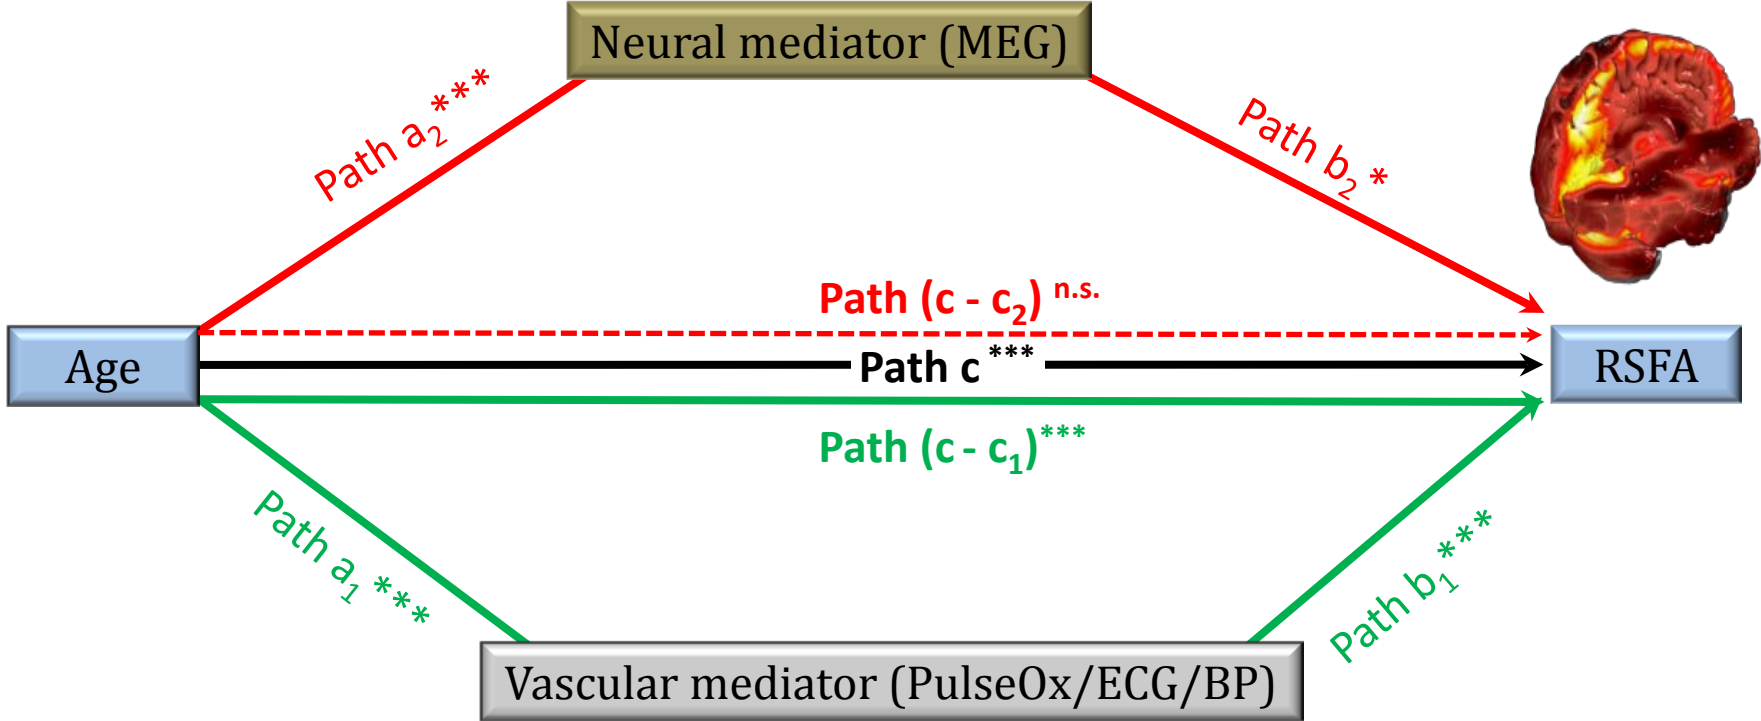 Neural mediator (MEG)
Path a2***
Path b2 *
Path (c - c2) n.s.
Age
Path c ***
RSFA
Path (c - c1)***
Path a1 ***
Path b1***
Vascular mediator (PulseOx/ECG/BP)